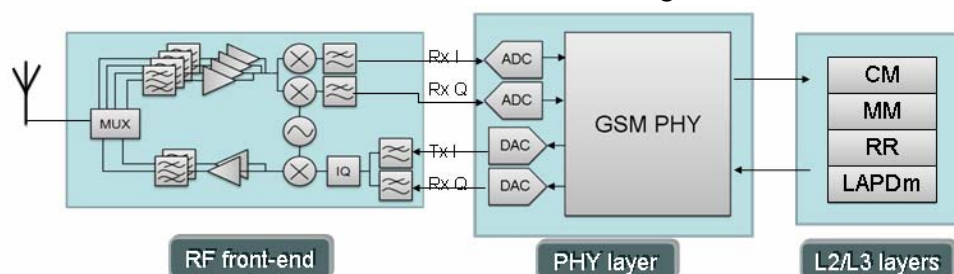 MUX
IQ
Rx I
Rx Q
Tx I
Rx Q
ADC
ADC
DAC
DAC
GSM PHY
CM
MM
RR
LAPDm
RF front-end
PHY layer
L2/L3 layers